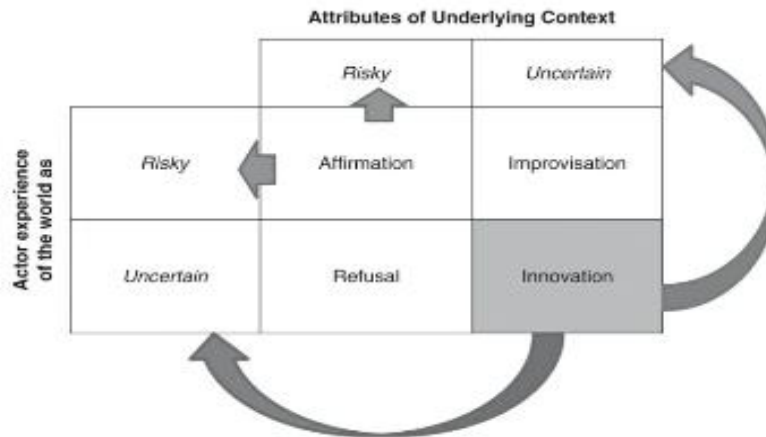 Attributes of Underlying Context
Risky
Uncertain
Actor experience
of the world as
Risky
Affirmation
Improvisation
Uncertain
Refusal
Innovation